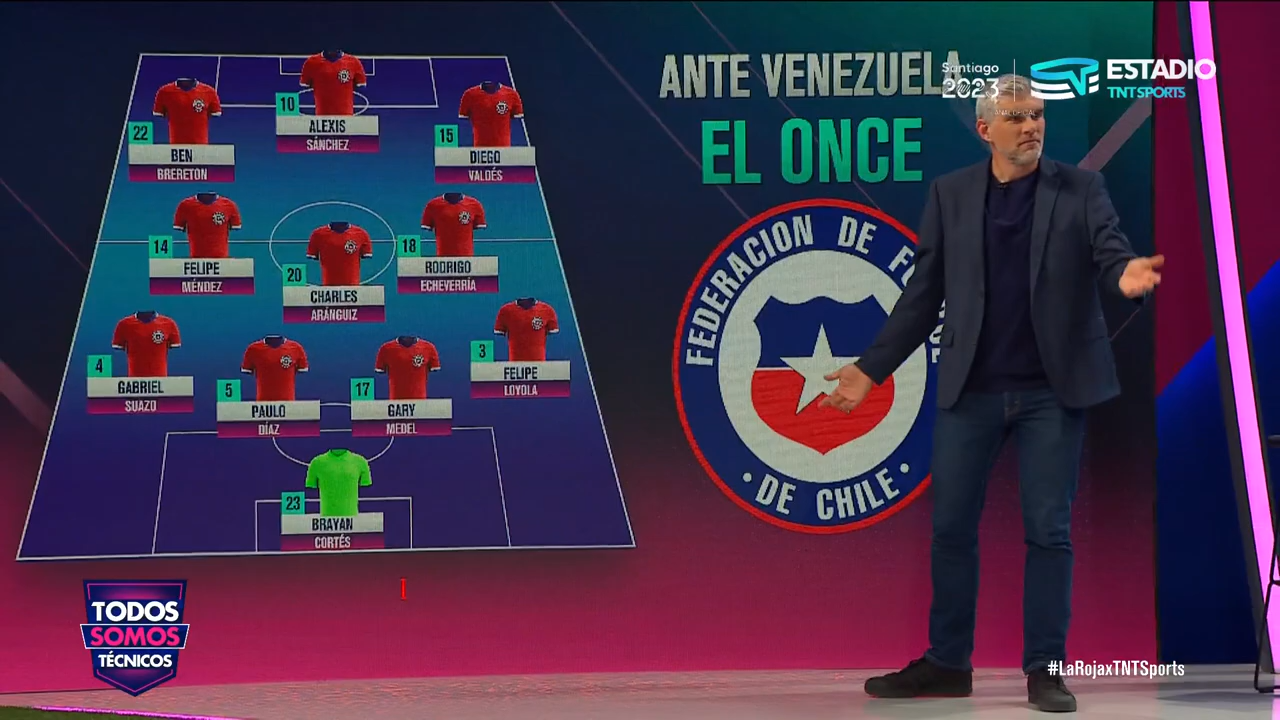 ANTE VENEZUELA
EL ONCE
Santiago
2023
ESTADIO
TNT SPORTS
10
ALEXIS
SÁNCHEZ
22
BEN
BRERETON
15
DIEGO
VALDÉS
14
FELIPE
MÉNDEZ
20
CHARLES
ARÁNGUIZ
18
RODRIGO
ECHEVERRÍA
4
GABRIEL
SUAZO
5
PAULO
DÍAZ
17
GARY
MEDEL
3
FELIPE
LOYOLA
23
BRAYAN
CORTÉS
FEDERACION DE
DE CHILE
TODOS
SOMOS
TÉCNICOS
#LaRojaxTNTSports